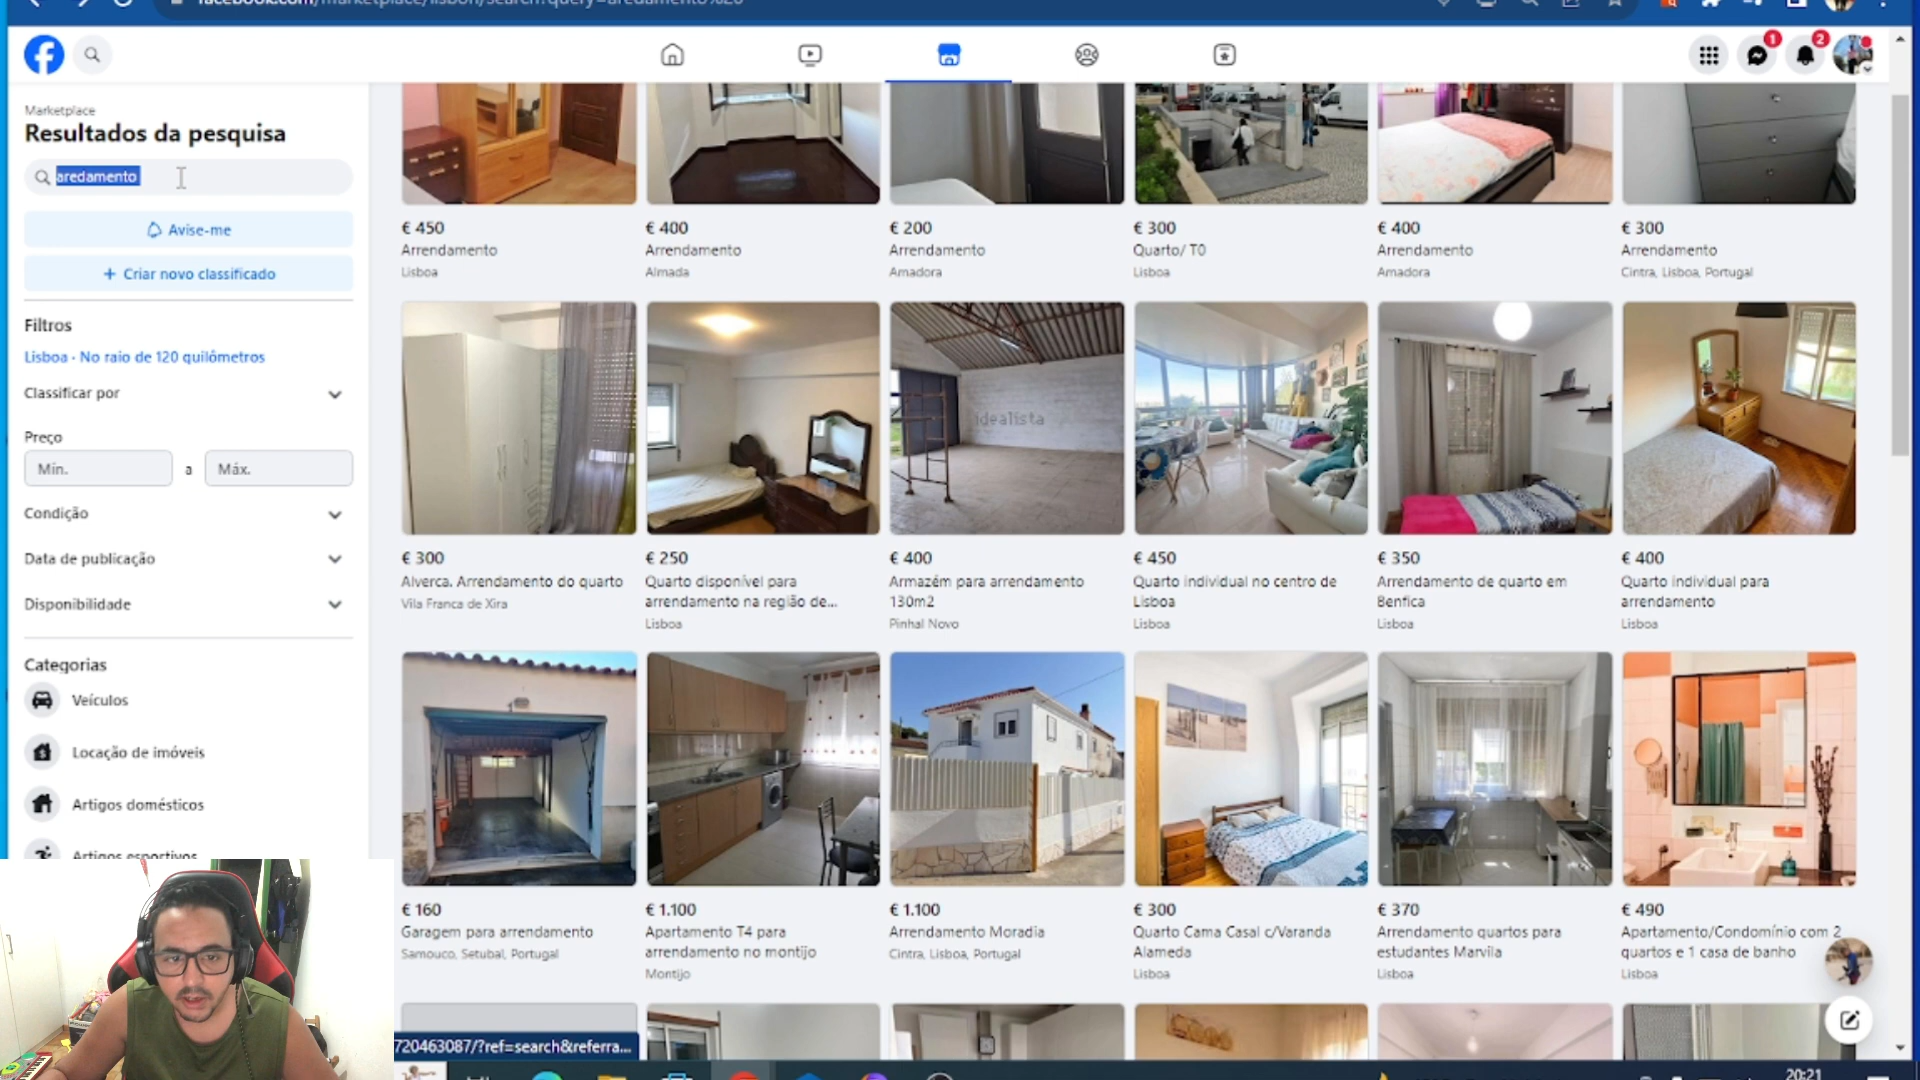 1
2
Marketplace
Resultados da pesquisa
aredamento
Avise-me
+ Criar novo classificado
Filtros
Lisboa · No raio de 120 quilômetros
Classificar por
Preço
Mín. a Máx.
Condição
Data de publicação
Disponibilidade
Categorias
Veículos
Locação de imóveis
Artigos domésticos
Artigos esportivos
€ 450
Arrendamento
Lisboa
€ 400
Arrendamento
Almada
€ 200
Arrendamento
Amadora
€ 300
Quarto/ T0
Lisboa
€ 400
Arrendamento
Amadora
€ 300
Arrendamento
Cintra, Lisboa, Portugal
idealista
€ 300
Alverca. Arrendamento do quarto
Vila Franca de Xira
€ 250
Quarto disponível para
arrendamento na região de...
Lisboa
€ 400
Armazém para arrendamento
130m2
Pinhal Novo
€ 450
Quarto individual no centro de
Lisboa
Lisboa
€ 350
Arrendamento de quarto em
Benfica
Lisboa
€ 400
Quarto individual para
arrendamento
Lisboa
€ 160
Garagem para arrendamento
Samouco, Setubal, Portugal
€ 1.100
Apartamento T4 para
arrendamento no montijo
Montijo
€ 1.100
Arrendamento Moradia
Cintra, Lisboa, Portugal
€ 300
Quarto Cama Casal c/Varanda
Alameda
Lisboa
€ 370
Arrendamento quartos para
estudantes Marvila
Lisboa
€ 490
Apartamento/Condomínio com 2
quartos e 1 casa de banho
Lisboa
720463087/?ref=search&referra...
20:21